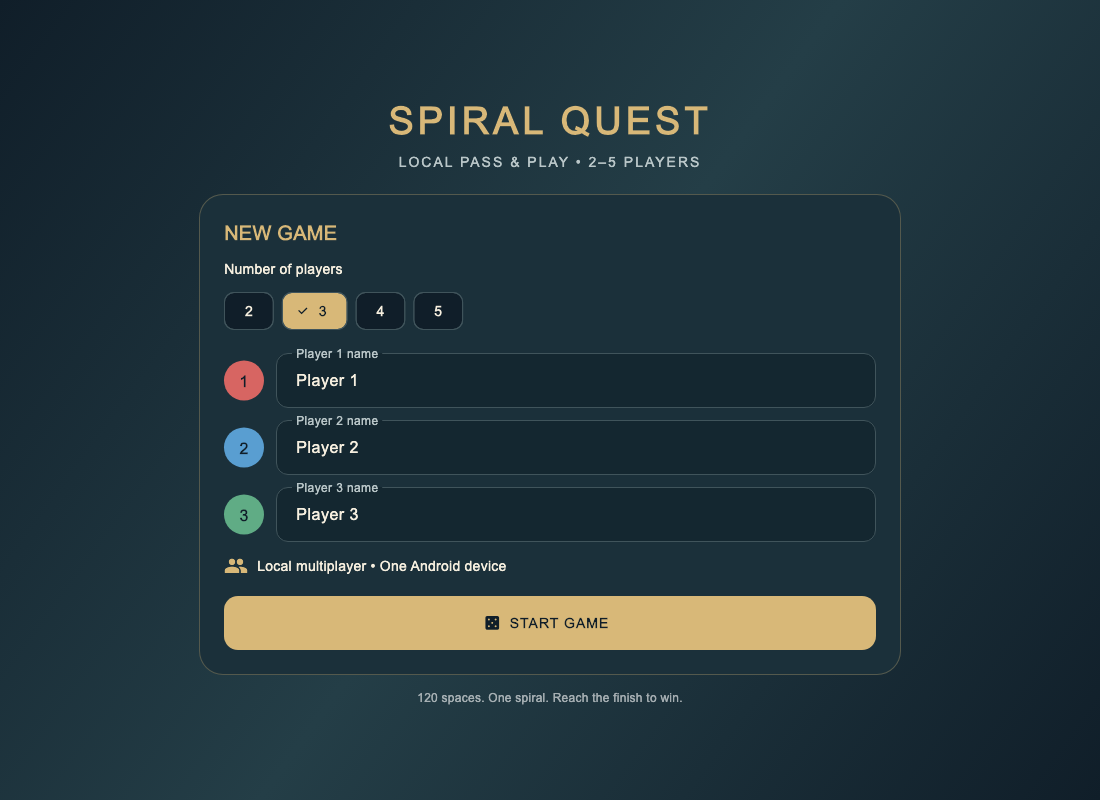 SPIRAL QUEST
LOCAL PASS & PLAY • 2–5 PLAYERS
NEW GAME
Number of players
2 ✓ 3 4 5
Player 1 name
1 Player 1
Player 2 name
2 Player 2
Player 3 name
3 Player 3
Local multiplayer • One Android device
START GAME
120 spaces. One spiral. Reach the finish to win.